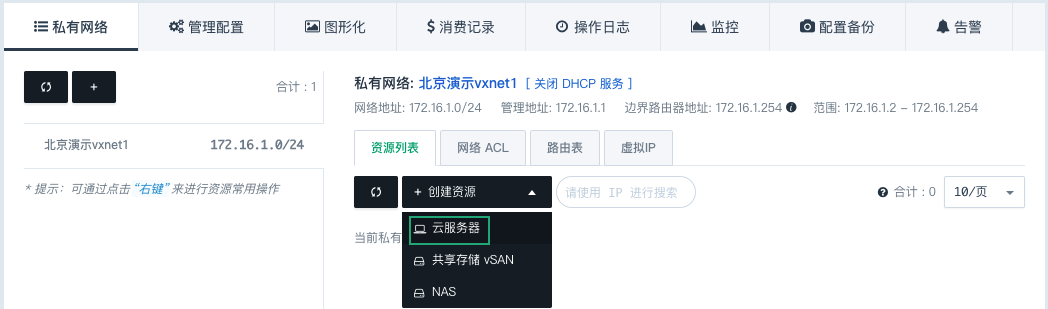 私有网络 管理配置 图形化 消费记录 操作日志 监控 配置备份 告警
合计 : 1
北京演示vxnet1 172.16.1.0/24
* 提示：可通过点击“右键”来进行资源常用操作
私有网络: 北京演示vxnet1 [ 关闭 DHCP 服务 ]
网络地址: 172.16.1.0/24 管理地址: 172.16.1.1 边界路由器地址: 172.16.1.254 范围: 172.16.1.2 - 172.16.1.254
资源列表 网络 ACL 路由表 虚拟IP
+ 创建资源 请使用 IP 进行搜索 合计 : 0 10/页
当前私有
云服务器
共享存储 vSAN
NAS